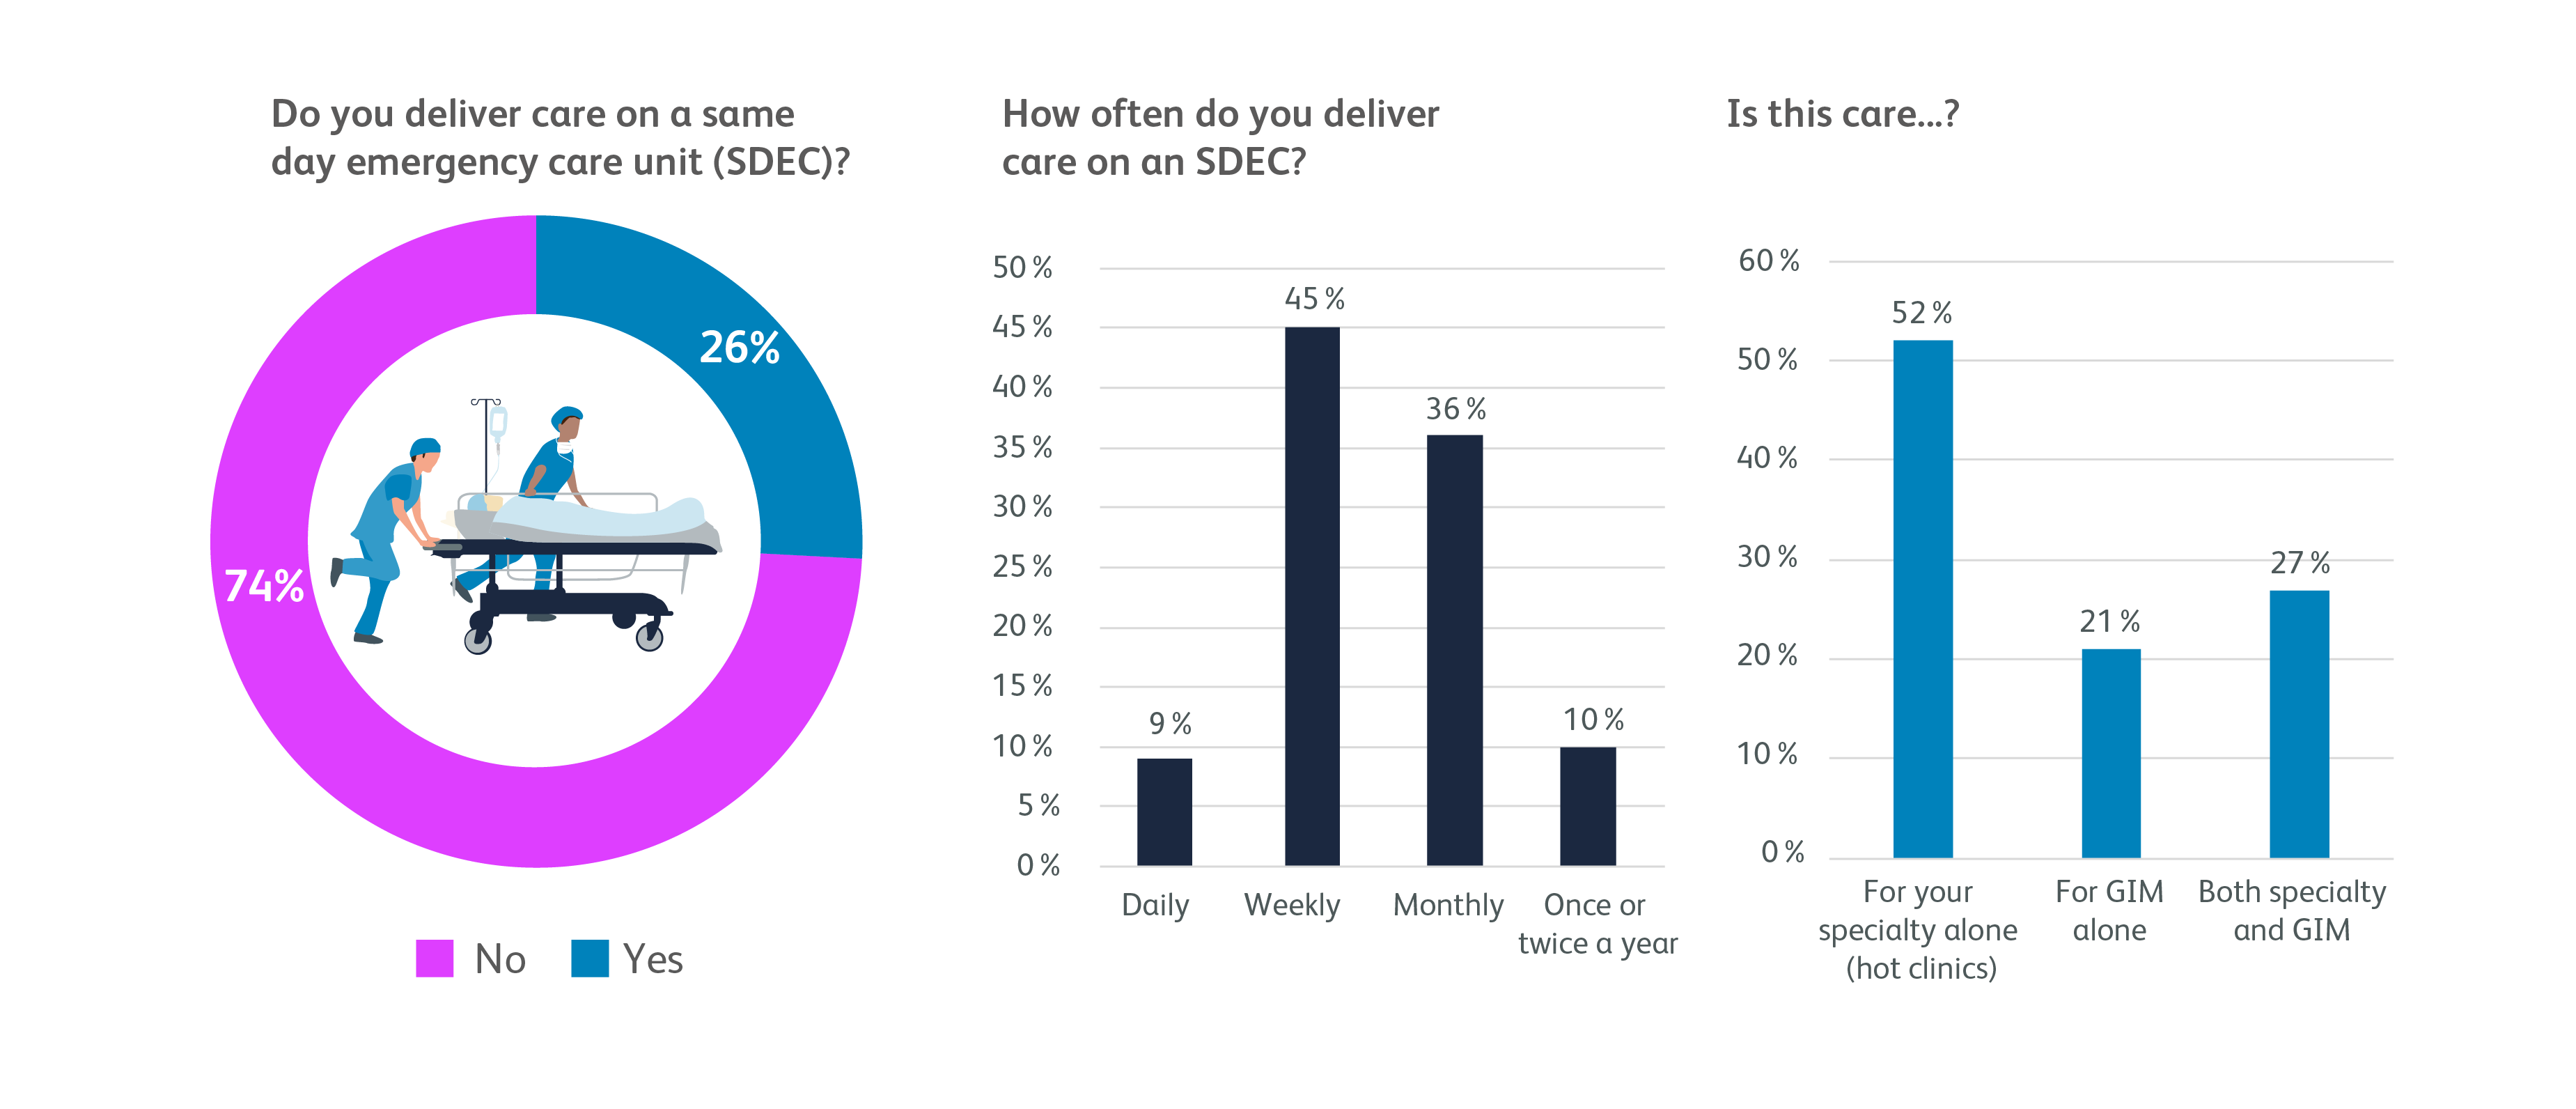 Do you deliver care on a same
day emergency care unit (SDEC)?
26%
74%
No
Yes
How often do you deliver
care on an SDEC?
50 %
45 %
40 %
35 %
30 %
25 %
20 %
15 %
10 %
5 %
0 %
9 %
45 %
36 %
10 %
Daily
Weekly
Monthly
Once or
twice a year
Is this care...?
60 %
50 %
40 %
30 %
20 %
10 %
0 %
52 %
21 %
27 %
For your
specialty alone
(hot clinics)
For GIM
alone
Both specialty
and GIM